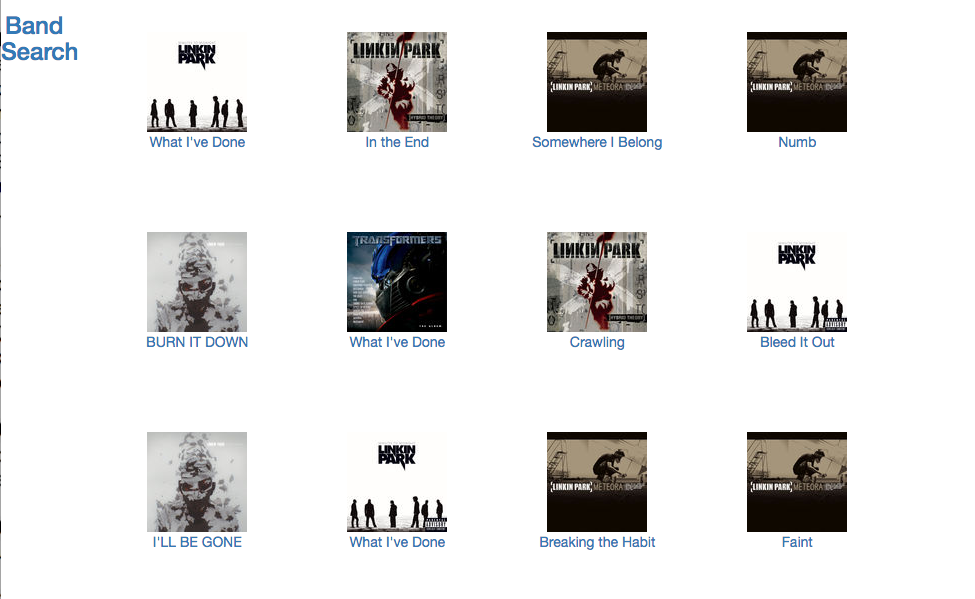 Band
Search
LINKIN
PARK
LINKIN PARK
HYBRID THEORY
[LINKIN PARK] METEORA
[LINKIN PARK] METEORA
What I've Done
In the End
Somewhere I Belong
Numb
TRANSFORMERS
THE ALBUM
LINKIN PARK
HYBRID THEORY
LINKIN
PARK
BURN IT DOWN
What I've Done
Crawling
Bleed It Out
LINKIN
PARK
[LINKIN PARK] METEORA
[LINKIN PARK] METEORA
I'LL BE GONE
What I've Done
Breaking the Habit
Faint